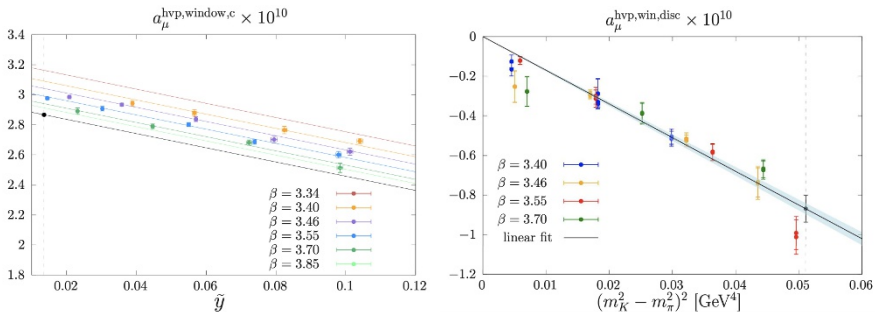 a_μ^{hvp,window,c} × 10^{10}
3.4
3.2
3
2.8
2.6
2.4
2.2
2
1.8
β = 3.34
β = 3.40
β = 3.46
β = 3.55
β = 3.70
β = 3.85
0.02
0.04
0.06
0.08
0.1
0.12
ỹ
a_μ^{hvp,win,disc} × 10^{10}
0
−0.2
−0.4
−0.6
−0.8
−1
−1.2
β = 3.40
β = 3.46
β = 3.55
β = 3.70
linear fit
0
0.01
0.02
0.03
0.04
0.05
0.06
(m_K^2 − m_π^2)^2 [GeV^4]